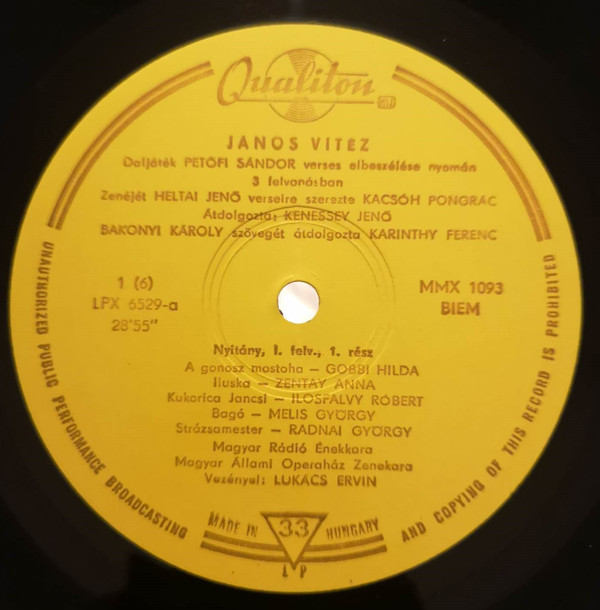 Qualiton
JANOS VITEZ
Daljáték PETŐFI SÁNDOR verses elbeszélése nyomán
3 felvonásban
Zenéjét HELTAI JENŐ verseire szerezte KACSÓH PONGRÁC
Átdolgozta: KENESSEY JENŐ
BAKONYI KÁROLY szövegét átdolgozta KARINTHY FERENC
1 (6)
LPX 6529-a
28'55"
MMX 1093
BIEM
Nyitány, I. felv., 1. rész
A gonosz mostoha – GOBBI HILDA
Iluska – ZENTAY ANNA
Kukorica Jancsi – ILOSFALVY RÓBERT
Bagó – MELIS GYÖRGY
Strázsamester – RADNAI GYÖRGY
Magyar Rádió Énekkara
Magyar Állami Operaház Zenekara
Vezényel: LUKÁCS ERVIN
UNAUTHORIZED PUBLIC PERFORMANCE BROADCASTING
AND COPYING OF THIS RECORD IS PROHIBITED
MADE IN 33 HUNGARY
LP